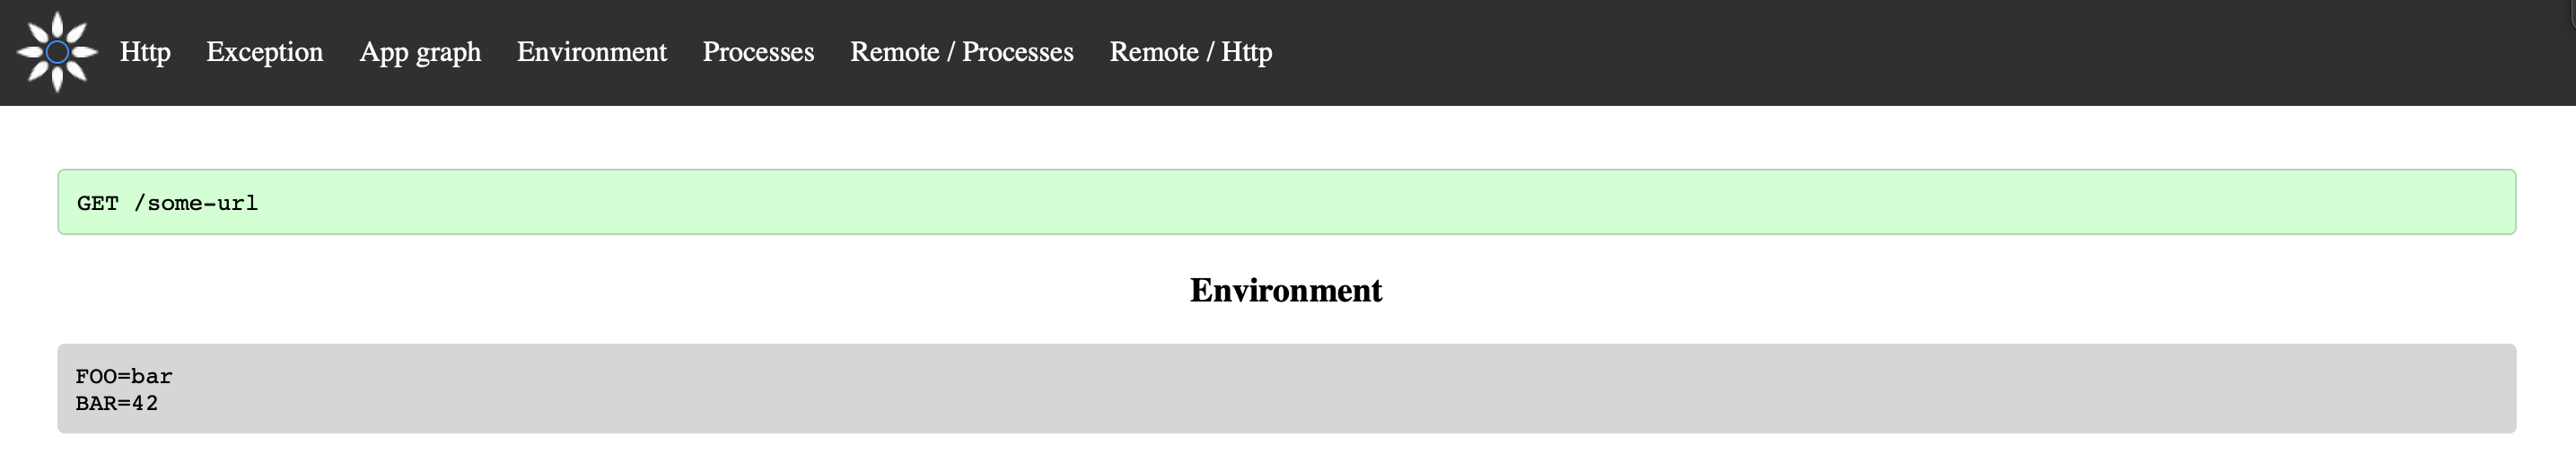 Http Exception App graph Environment Processes Remote / Processes Remote / Http
GET /some-url
Environment
FOO=bar
BAR=42